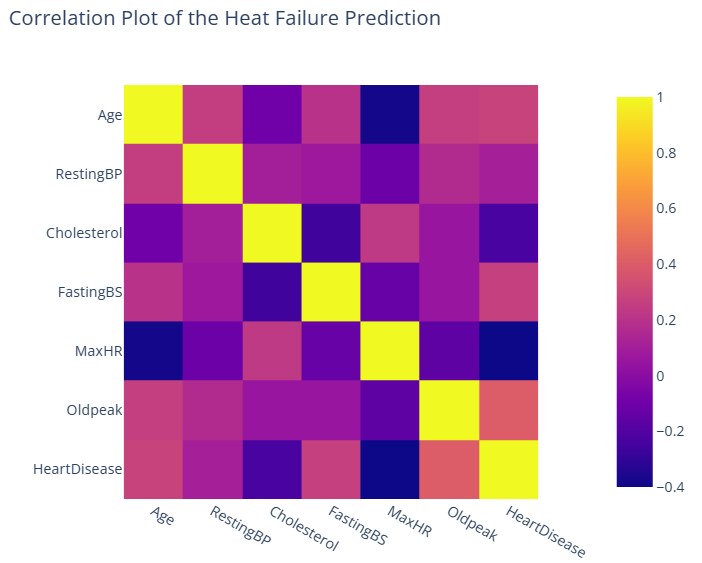 Correlation Plot of the Heat Failure Prediction
Age
RestingBP
Cholesterol
FastingBS
MaxHR
Oldpeak
HeartDisease
Age
RestingBP
Cholesterol
FastingBS
MaxHR
Oldpeak
HeartDisease
1
0.8
0.6
0.4
0.2
0
−0.2
−0.4